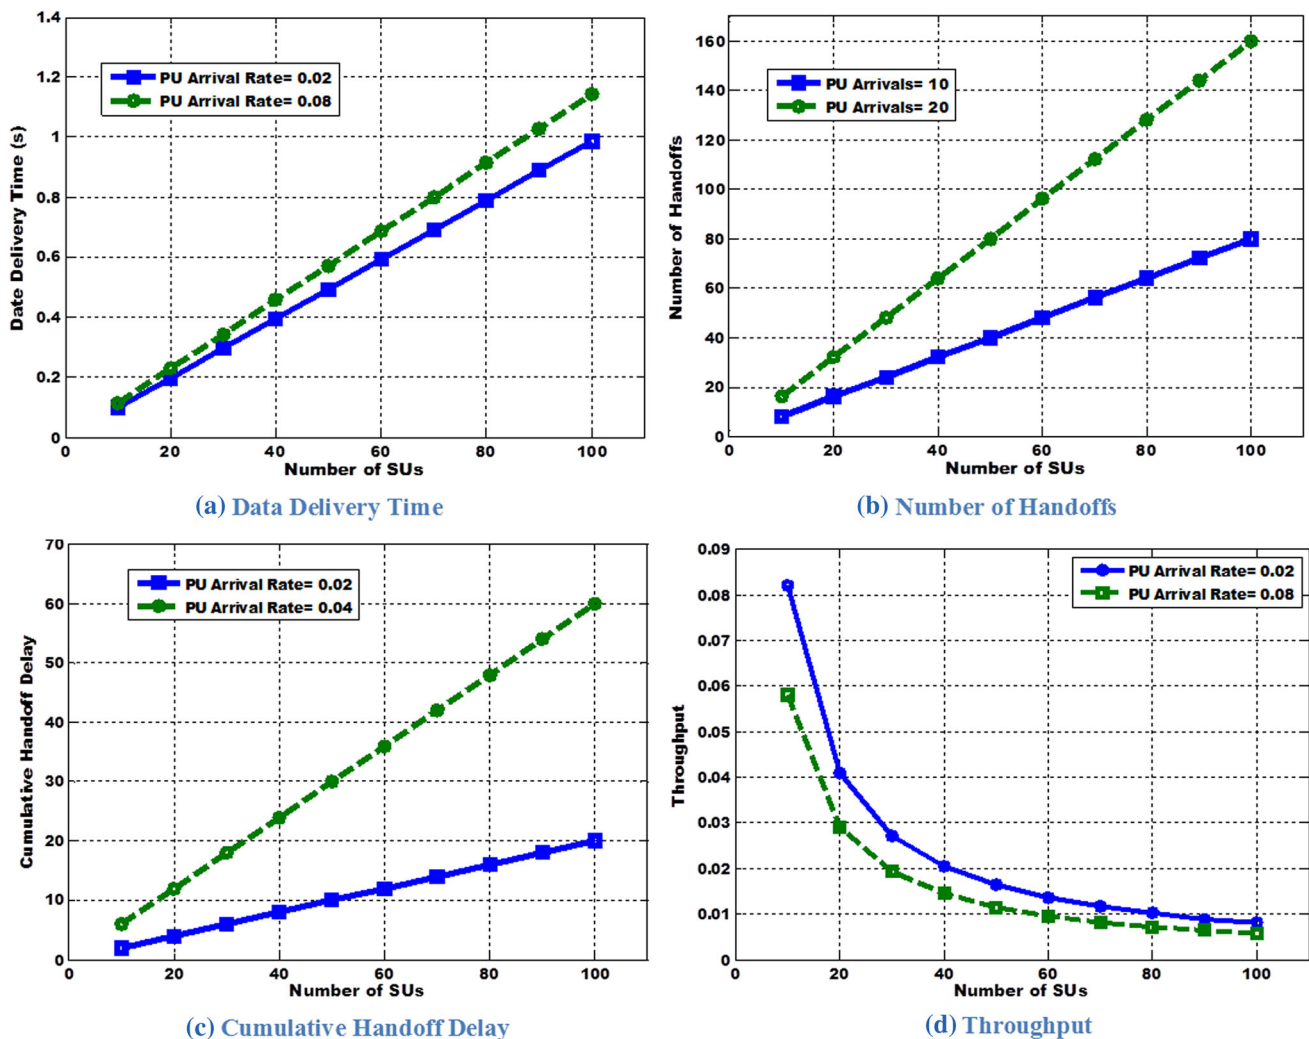 1.4
1.2
1
0.8
0.6
0.4
0.2
0
Date Delivery Time (s)
PU Arrival Rate= 0.02
PU Arrival Rate= 0.08
0 20 40 60 80 100
Number of SUs
(a) Data Delivery Time
160
140
120
100
80
60
40
20
0
Number of Handoffs
PU Arrivals= 10
PU Arrivals= 20
0 20 40 60 80 100
Number of SUs
(b) Number of Handoffs
70
60
50
40
30
20
10
0
Cumulative Handoff Delay
PU Arrival Rate= 0.02
PU Arrival Rate= 0.04
0 20 40 60 80 100
Number of SUs
(c) Cumulative Handoff Delay
0.09
0.08
0.07
0.06
0.05
0.04
0.03
0.02
0.01
0
Throughput
PU Arrival Rate= 0.02
PU Arrival Rate= 0.08
0 20 40 60 80 100
Number of SUs
(d) Throughput